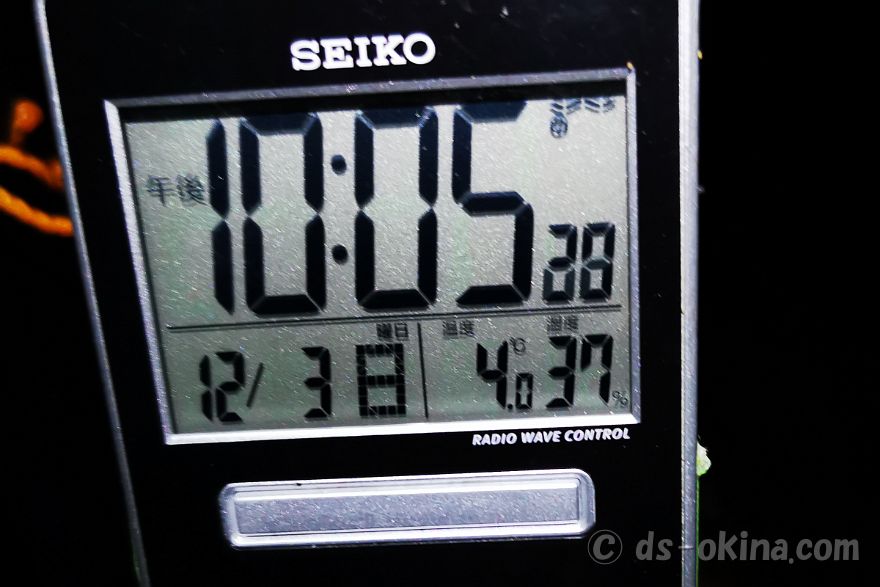 SEIKO
年後 10:05 28
曜日 温度 湿度
12/ 3 日 4.0 ℃ 37 %
RADIO WAVE CONTROL
© ds-okina.com